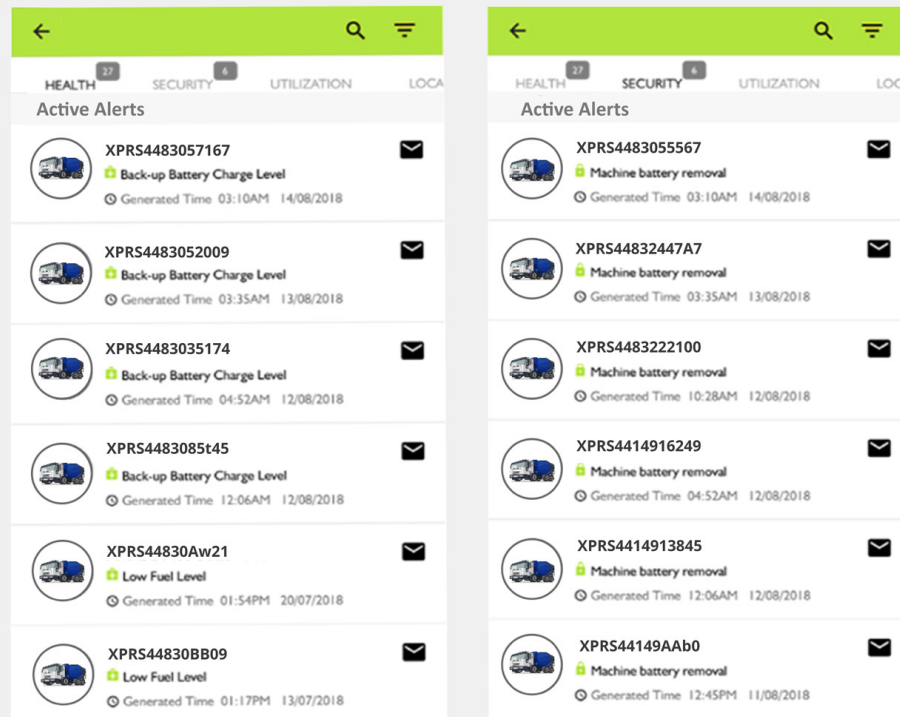 27
6
HEALTH
SECURITY
UTILIZATION
LOCA
Active Alerts
XPRS4483057167
Back-up Battery Charge Level
Generated Time 03:10AM 14/08/2018
XPRS4483052009
Back-up Battery Charge Level
Generated Time 03:35AM 13/08/2018
XPRS4483035174
Back-up Battery Charge Level
Generated Time 04:52AM 12/08/2018
XPRS4483085t45
Back-up Battery Charge Level
Generated Time 12:06AM 12/08/2018
XPRS44830Aw21
Low Fuel Level
Generated Time 01:54PM 20/07/2018
XPRS44830BB09
Low Fuel Level
Generated Time 01:17PM 13/07/2018
27
6
HEALTH
SECURITY
UTILIZATION
LOC
Active Alerts
XPRS4483055567
Machine battery removal
Generated Time 03:10AM 14/08/2018
XPRS44832447A7
Machine battery removal
Generated Time 03:35AM 13/08/2018
XPRS4483222100
Machine battery removal
Generated Time 10:28AM 12/08/2018
XPRS4414916249
Machine battery removal
Generated Time 04:52AM 12/08/2018
XPRS4414913845
Machine battery removal
Generated Time 12:06AM 12/08/2018
XPRS44149AAb0
Machine battery removal
Generated Time 12:45PM 11/08/2018